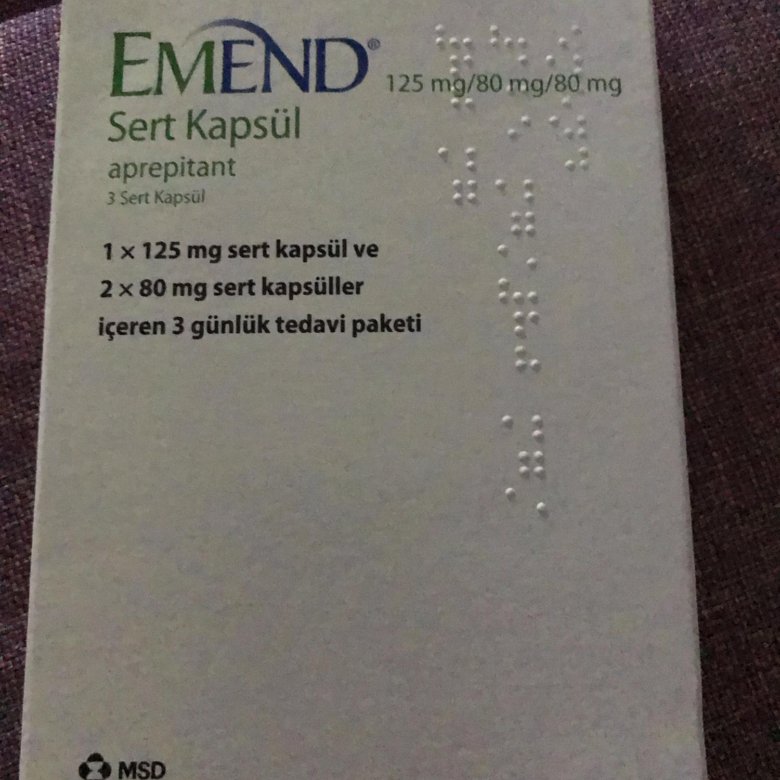 EMEND® 125 mg/80 mg/80 mg
Sert Kapsül
aprepitant
3 Sert Kapsül
1 x 125 mg sert kapsül ve
2 x 80 mg sert kapsüller
içeren 3 günlük tedavi paketi
MSD